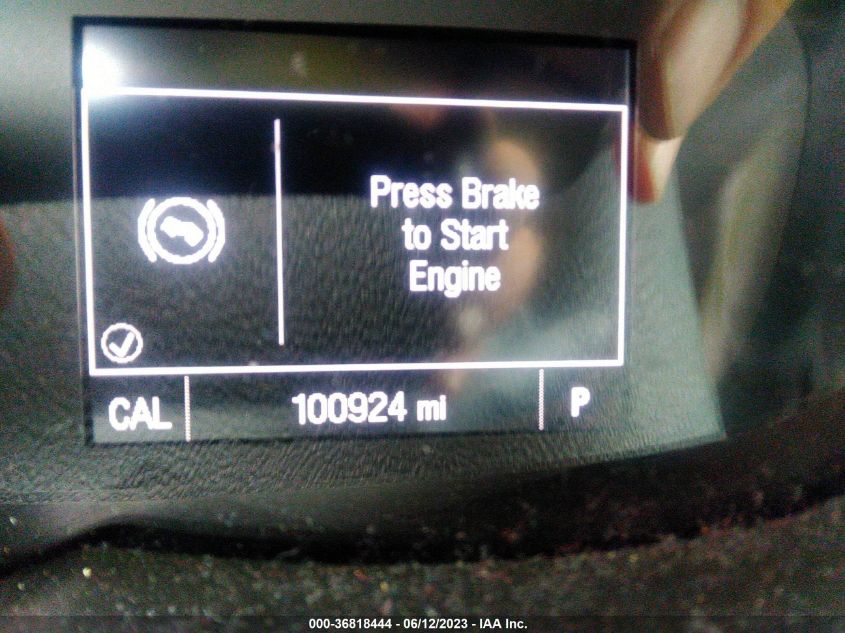 Press Brake
to Start
Engine
CAL
100924 mi
P
000-36818444 - 06/12/2023 - IAA Inc.